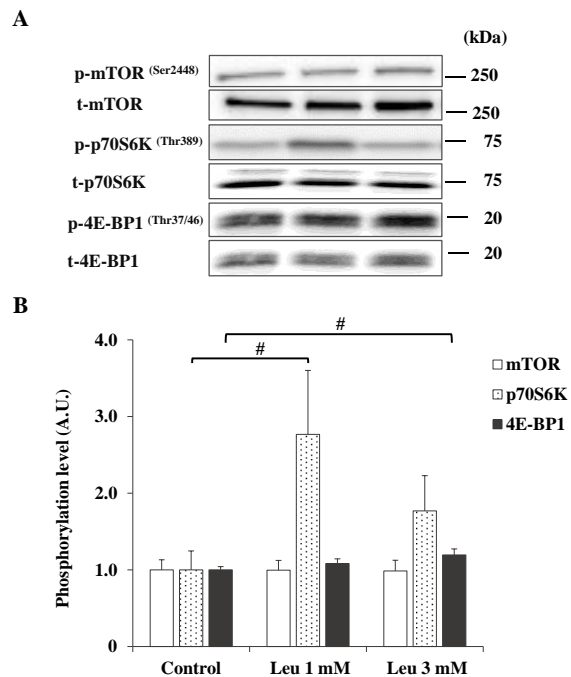 A
(kDa)
p-mTOR (Ser2448) 250
t-mTOR 250
p-p70S6K (Thr389) 75
t-p70S6K 75
p-4E-BP1 (Thr37/46) 20
t-4E-BP1 20
B
# #
4.0
3.0
2.0
1.0
0
Phosphorylation level (A.U.)
mTOR
p70S6K
4E-BP1
Control Leu 1 mM Leu 3 mM